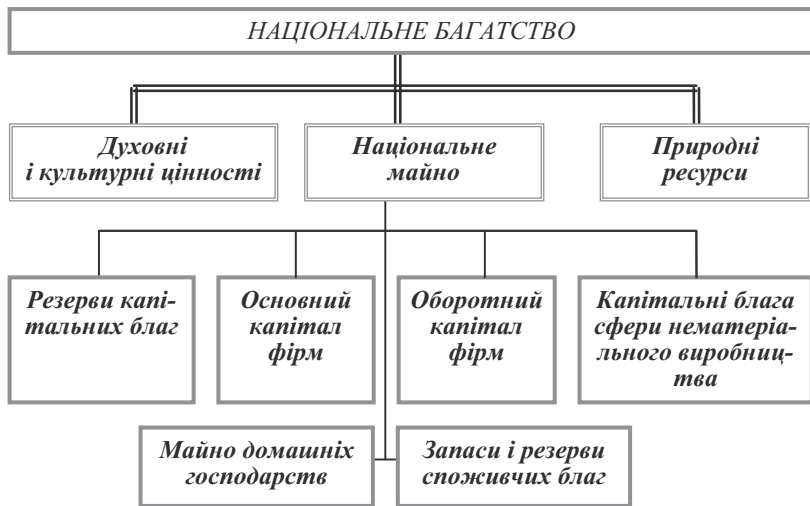 НАЦІОНАЛЬНЕ БАГАТСТВО
Духовні
і культурні цінності
Національне
майно
Природні
ресурси
Резерви капі-
тальних благ
Основний
капітал
фірм
Оборотний
капітал
фірм
Капітальні блага
сфери нематеріа-
льного виробниц-
тва
Майно домашніх
господарств
Запаси і резерви
споживчих благ